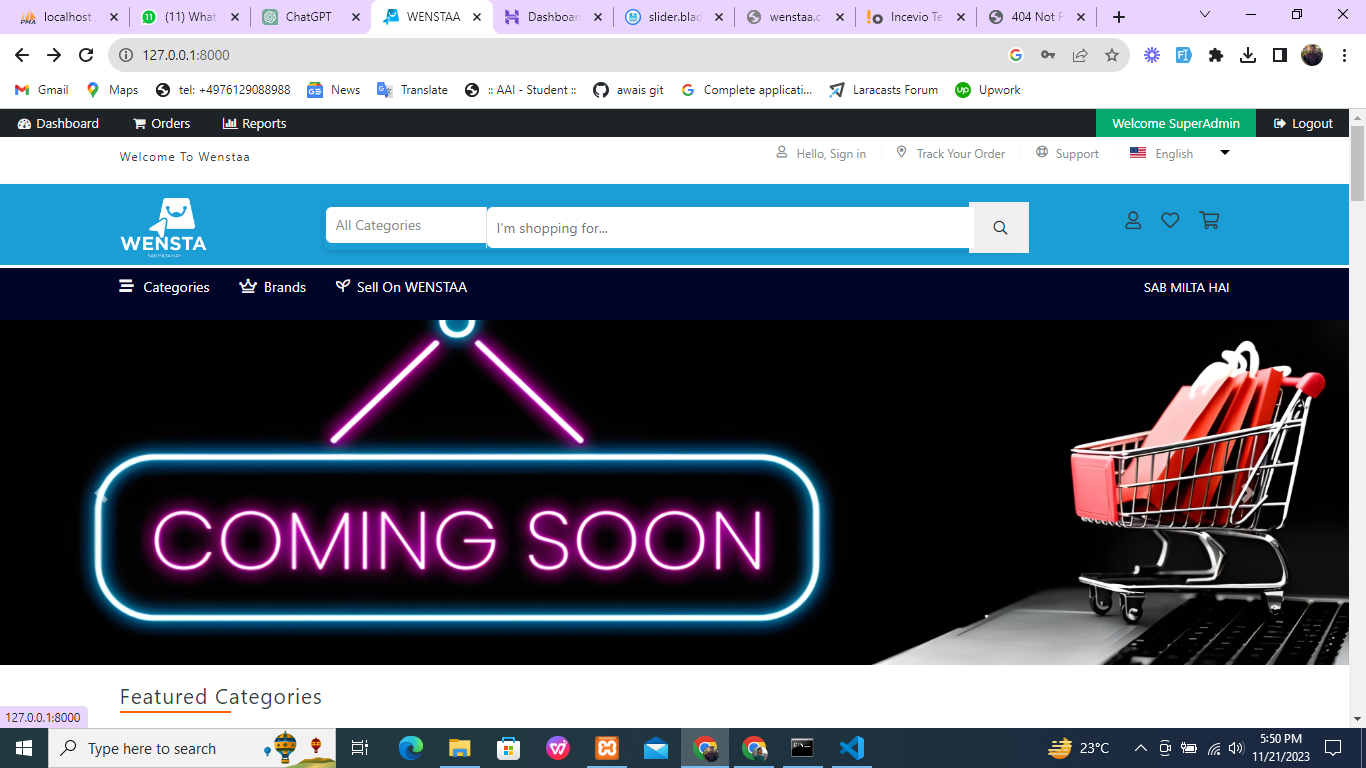 localhost
(11) What
ChatGPT
WENSTAA
Dashboar
slider.blad
wenstaa.c
Incevio Te
404 Not F
127.0.0.1:8000
Gmail
Maps
tel: +4976129088988
News
Translate
:: AAI - Student ::
awais git
Complete applicati...
Laracasts Forum
Upwork
Dashboard
Orders
Reports
Welcome SuperAdmin
Logout
Welcome To Wenstaa
Hello, Sign in
Track Your Order
Support
English
WENSTA
SAB MILTA HAY
All Categories
I'm shopping for...
Categories
Brands
Sell On WENSTAA
SAB MILTA HAI
COMING SOON
Featured Categories
127.0.0.1:8000
Type here to search
23°C
5:50 PM
11/21/2023